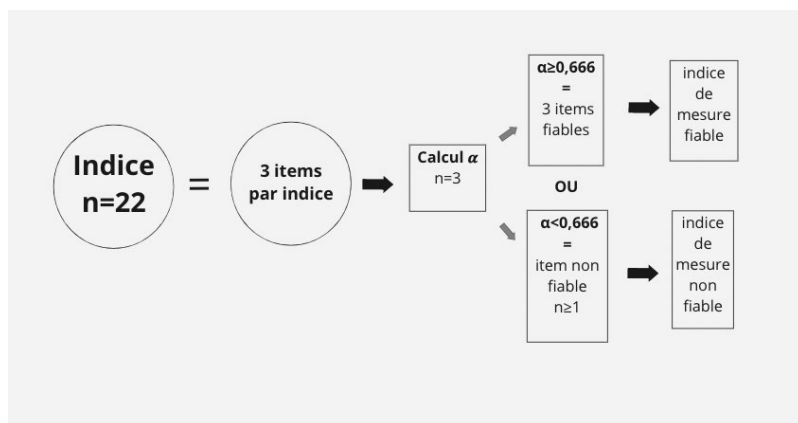 Indice
n=22
=
3 items
par indice
Calcul α
n=3
α≥0,666
=
3 items
fiables
indice
de
mesure
fiable
OU
α<0,666
=
item non
fiable
n≥1
indice
de
mesure
non
fiable